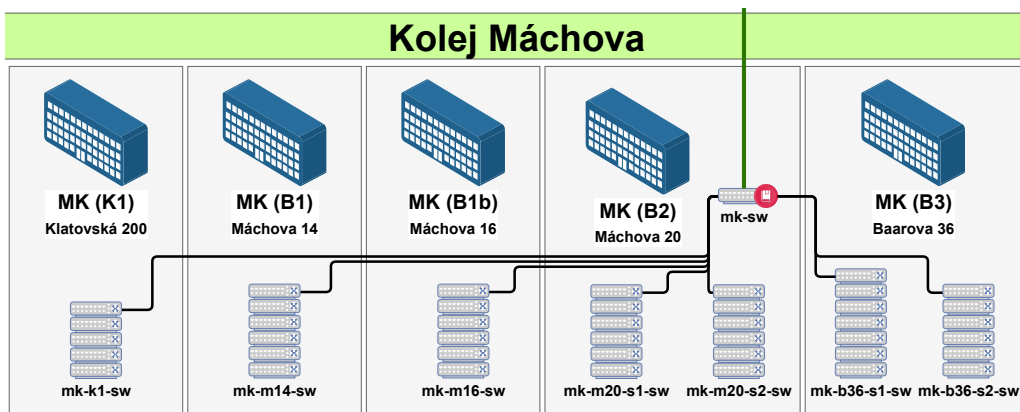 Kolej Máchova
MK (K1)
Klatovská 200
MK (B1)
Máchova 14
MK (B1b)
Máchova 16
MK (B2)
Máchova 20
mk-sw
MK (B3)
Baarova 36
mk-k1-sw
mk-m14-sw
mk-m16-sw
mk-m20-s1-sw
mk-m20-s2-sw
mk-b36-s1-sw
mk-b36-s2-sw